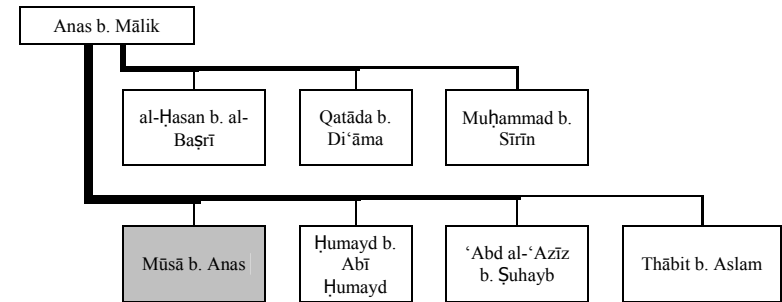 Anas b. Mālik
al-Ḥasan b. al-
Baṣrī
Qatāda b.
Di‘āma
Muḥammad b.
Sīrīn
Mūsā b. Anas
Ḥumayd b.
Abī
Ḥumayd
‘Abd al-‘Azīz
b. Ṣuhayb
Thābit b. Aslam